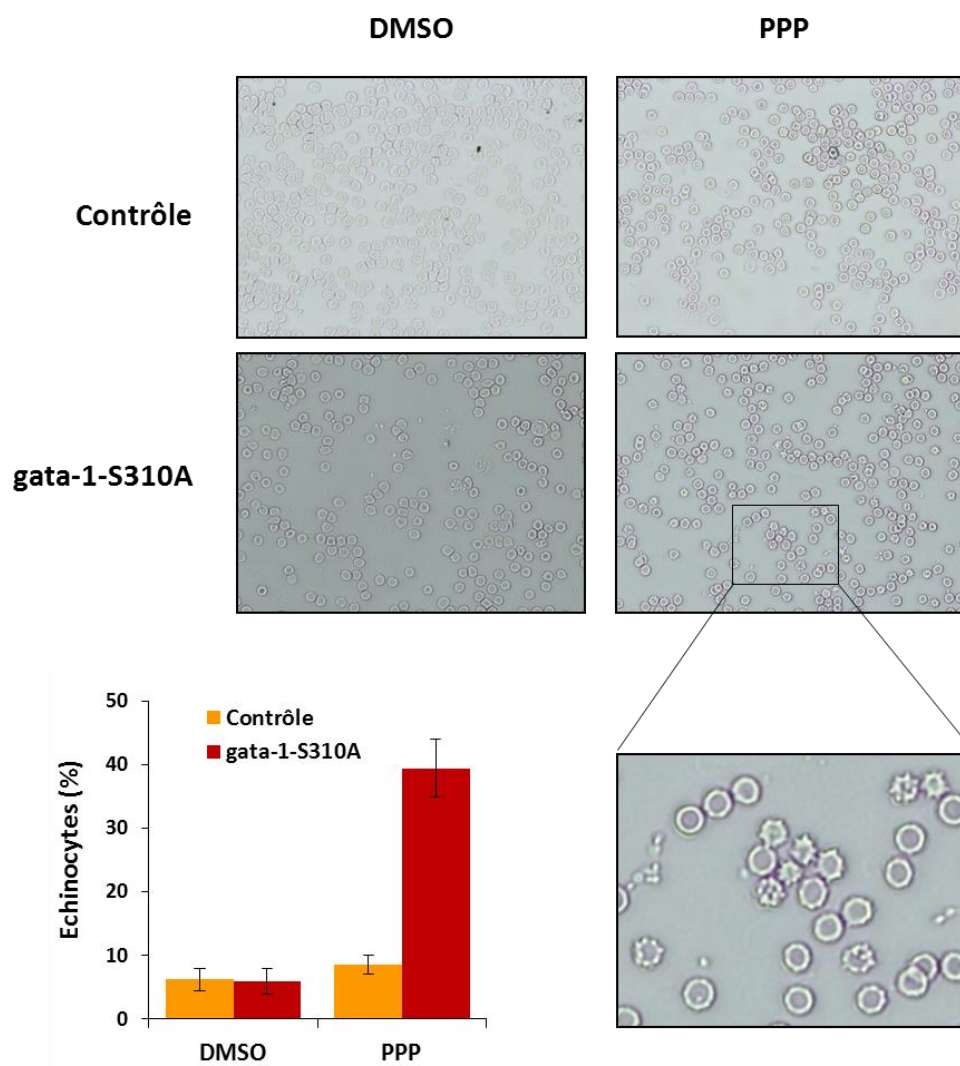 DMSO PPP
Contrôle
gata-1-S310A
50
40
30
20
10
0
Echinocytes (%)
Contrôle
gata-1-S310A
DMSO PPP